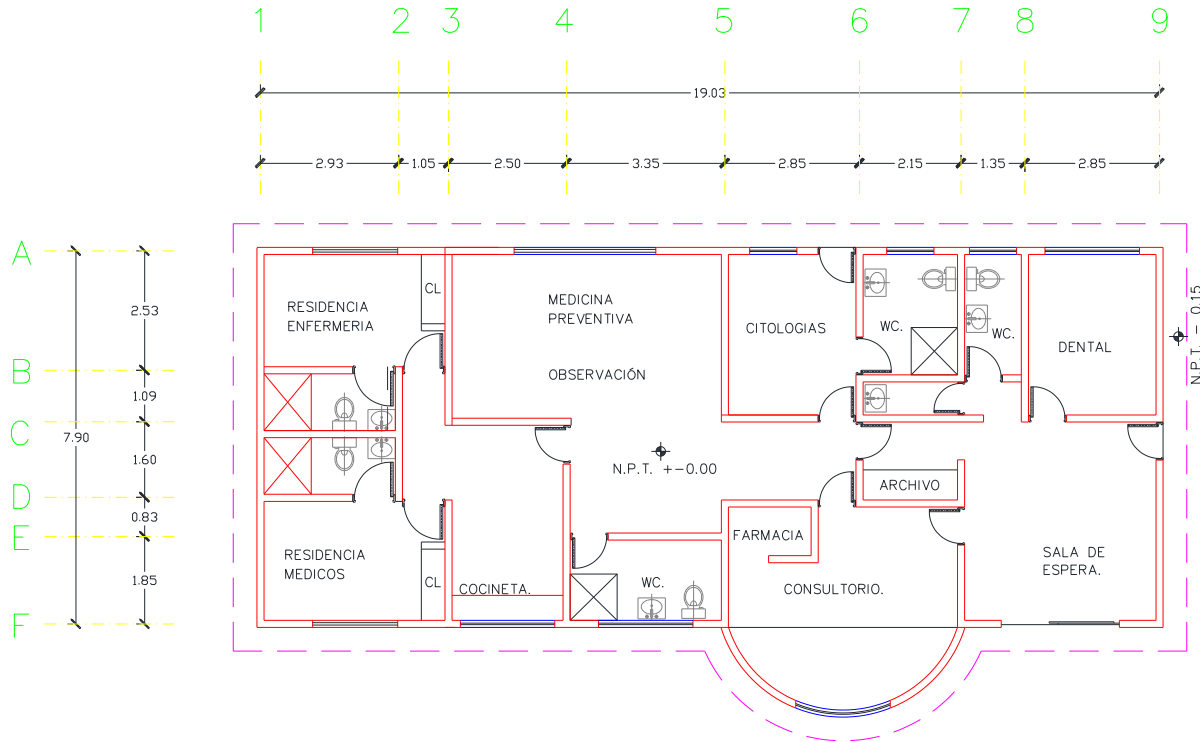 1 2 3 4 5 6 7 8 9
19.03
2.93 1.05 2.50 3.35 2.85 2.15 1.35 2.85
A
B
C
D
E
F
7.90
2.53
1.09
1.60
0.83
1.85
RESIDENCIA
ENFERMERIA
CL
MEDICINA
PREVENTIVA
OBSERVACIÓN
CITOLOGIAS
WC.
WC.
DENTAL
N.P.T. - 0.15
N.P.T. +-0.00
ARCHIVO
RESIDENCIA
MEDICOS
CL
COCINETA.
WC.
FARMACIA
CONSULTORIO.
SALA DE
ESPERA.